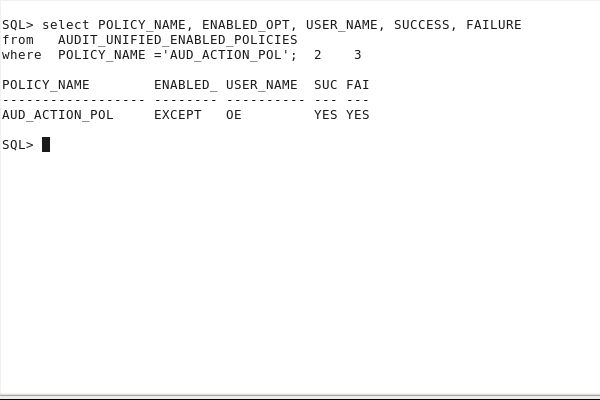 SQL> select POLICY_NAME, ENABLED_OPT, USER_NAME, SUCCESS, FAILURE
from   AUDIT_UNIFIED_ENABLED_POLICIES
where  POLICY_NAME ='AUD_ACTION_POL';  2    3
POLICY_NAME        ENABLED_ USER_NAME  SUC FAI
------------------ -------- ---------- --- ---
AUD_ACTION_POL     EXCEPT   OE         YES YES
SQL>